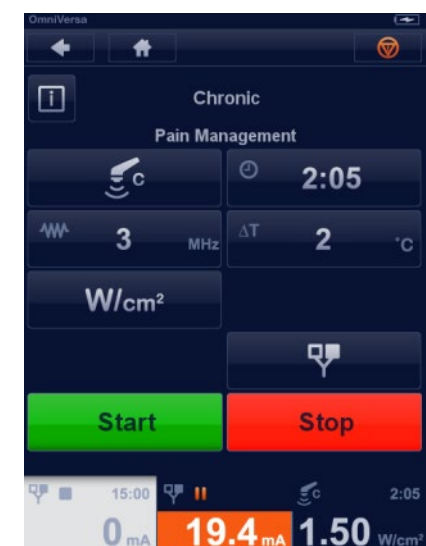 OmniVersa
i
Chronic
Pain Management
C
2:05
3 MHz
ΔT 2 °C
W/cm²
Start
Stop
15:00
C 2:05
0 mA
19.4 mA
1.50 W/cm²